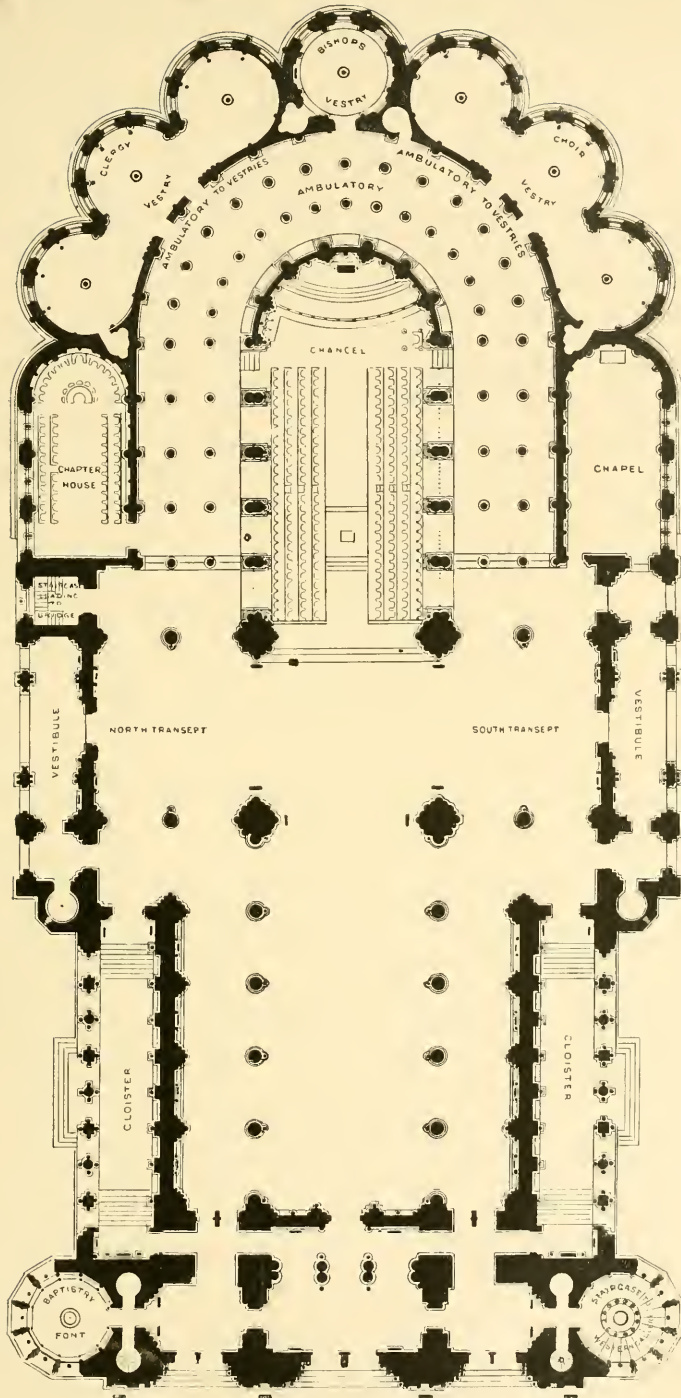 BISHOPS
VESTRY
CLERGY
VESTRY
CHOIR
VESTRY
AMBULATORY TO VESTRIES
AMBULATORY
AMBULATORY TO VESTRIES
CHANCEL
CHAPTER
HOUSE
CHAPEL
STAIRCASE
LEADING
TO
VESTIBULE
NORTH TRANSEPT
SOUTH TRANSEPT
VESTIBULE
CLOISTER
CLOISTER
BAPTISTRY
FONT
STAIRCASE
WESTERN